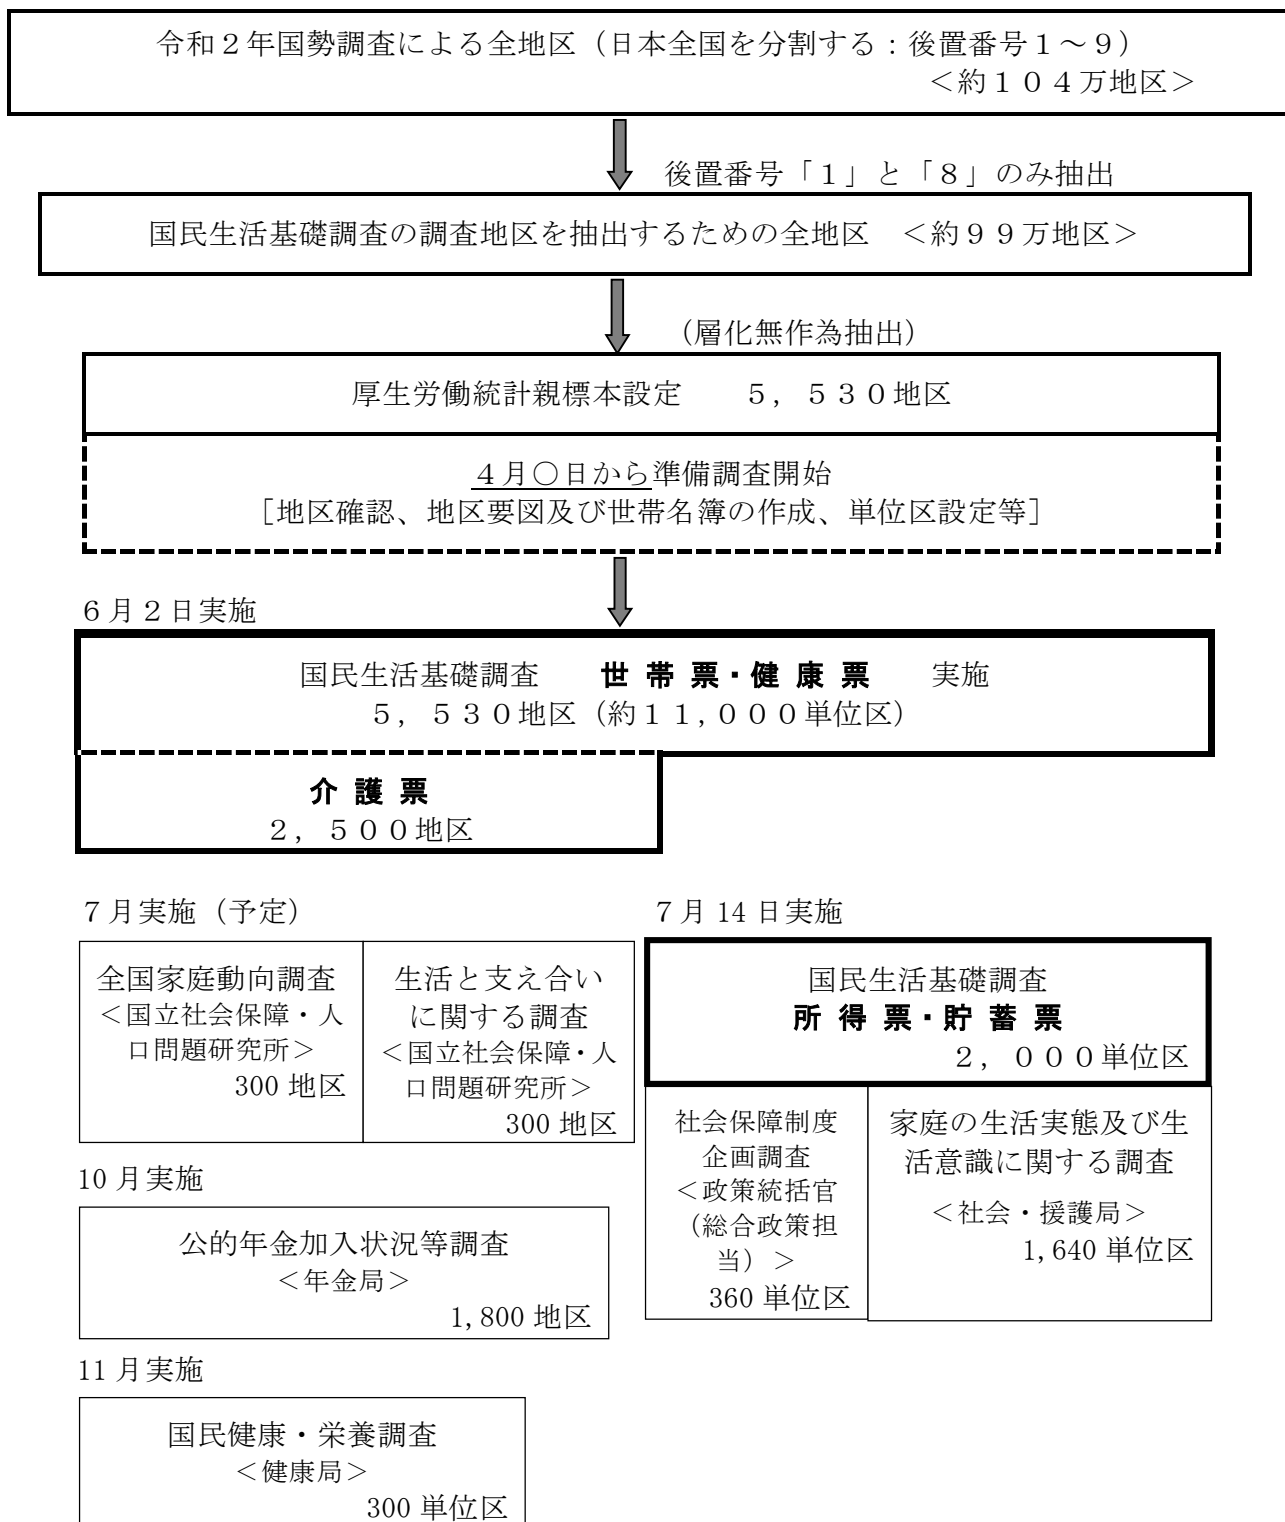 令和２年国勢調査による全地区（日本全国を分割する：後置番号１～９）
＜約１０４万地区＞
後置番号「１」と「８」のみ抽出
国民生活基礎調査の調査地区を抽出するための全地区　＜約９９万地区＞
（層化無作為抽出）
厚生労働統計親標本設定　　５，５３０地区
４月○日から準備調査開始
［地区確認、地区要図及び世帯名簿の作成、単位区設定等］
６月２日実施
国民生活基礎調査　　世 帯 票・健 康 票　　実施
５，５３０地区（約１１,０００単位区）
介 護 票
２，５００地区
７月実施（予定）
全国家庭動向調査
＜国立社会保障・人
口問題研究所＞
300 地区
生活と支え合い
に関する調査
＜国立社会保障・人
口問題研究所＞
300 地区
７月 14 日実施
国民生活基礎調査
所 得 票・貯 蓄 票
２，０００単位区
社会保障制度
企画調査
＜政策統括官
（総合政策担
当）＞
360 単位区
家庭の生活実態及び生
活意識に関する調査
＜社会・援護局＞
1,640 単位区
10 月実施
公的年金加入状況等調査
＜年金局＞
1,800 地区
11 月実施
国民健康・栄養調査
＜健康局＞
300 単位区